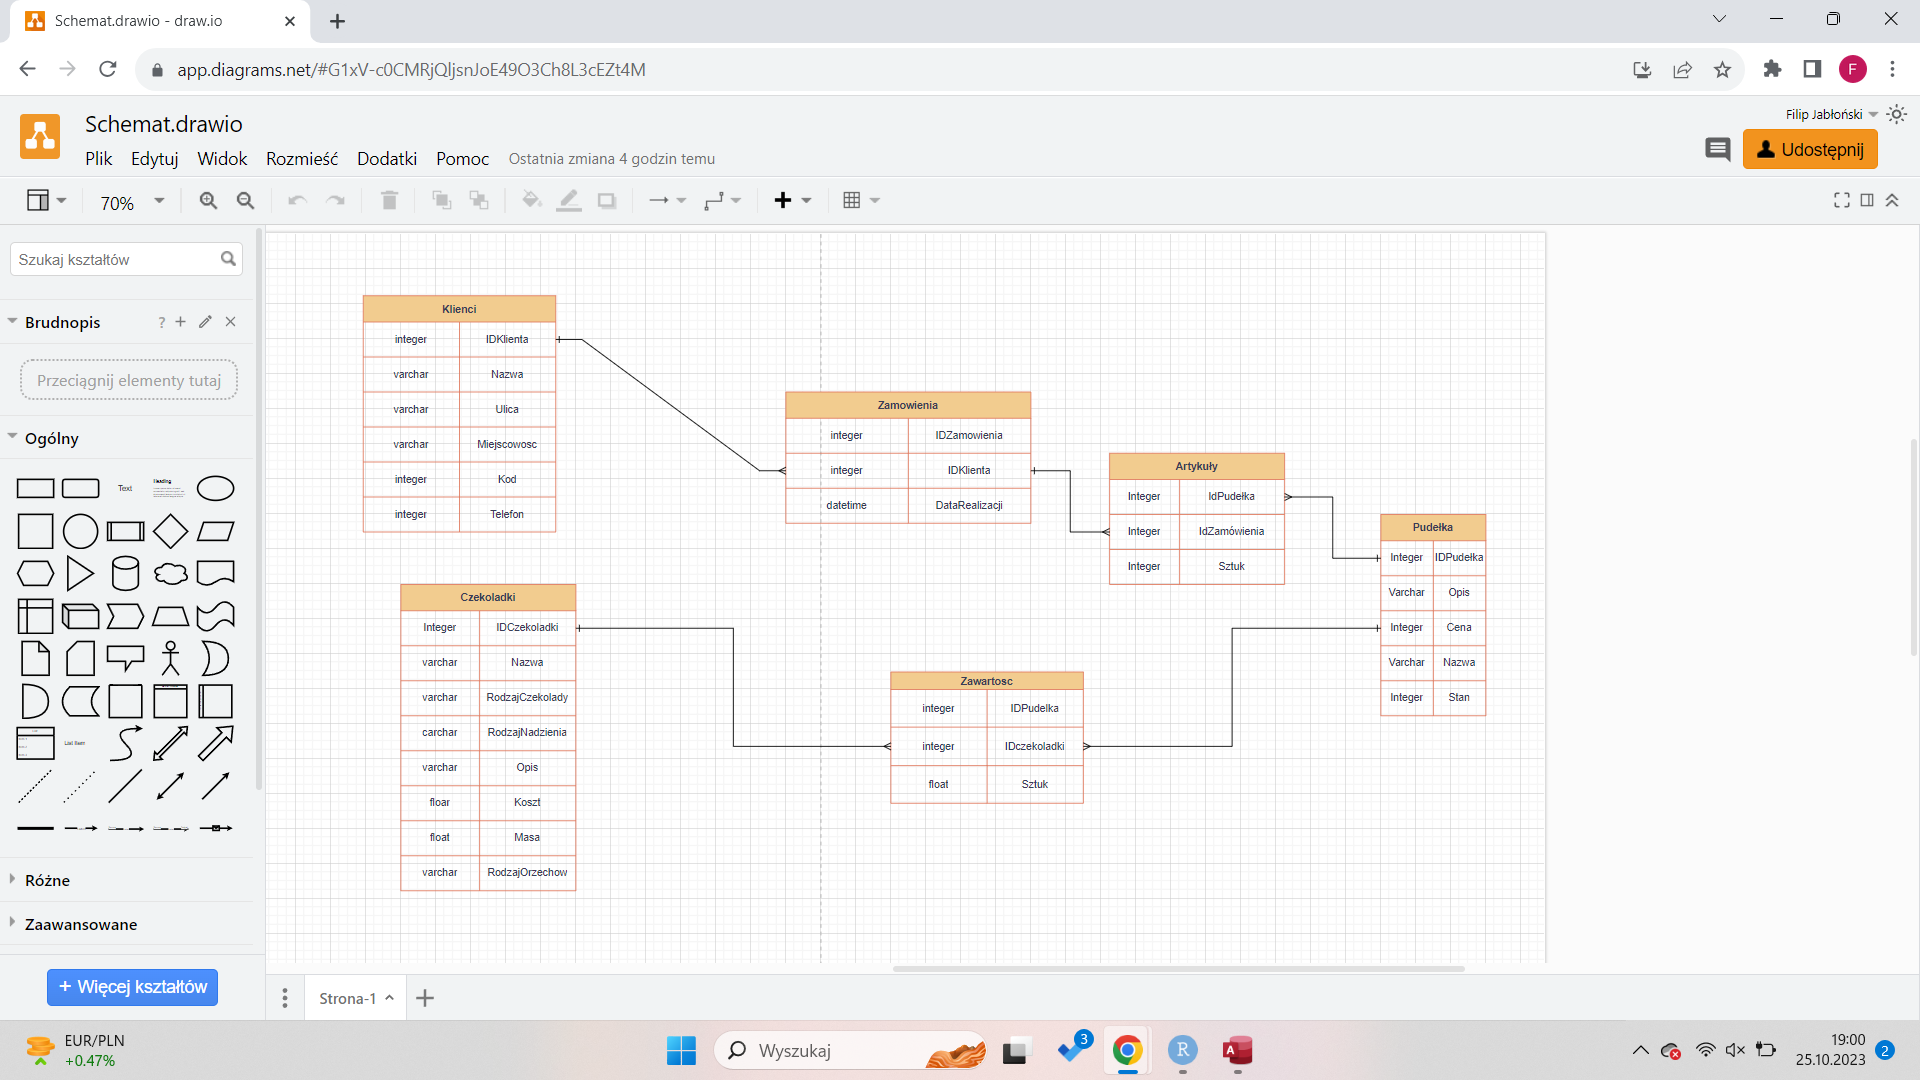 Schemat.drawio - draw.io
app.diagrams.net/#G1xV-c0CMRjQljsnJoE49O3Ch8L3cEZt4M
F
Schemat.drawio
Filip Jabłoński
Plik Edytuj Widok Rozmieść Dodatki Pomoc Ostatnia zmiana 4 godzin temu
Udostępnij
70%
Szukaj kształtów
Brudnopis
?
Przeciągnij elementy tutaj
Ogólny
Text
Heading
List Item
Różne
Zaawansowane
+ Więcej kształtów
Klienci
integer IDKlienta
varchar Nazwa
varchar Ulica
varchar Miejscowosc
integer Kod
integer Telefon
Zamowienia
integer IDZamowienia
integer IDKlienta
datetime DataRealizacji
Artykuły
Integer IdPudełka
Integer IdZamówienia
Integer Sztuk
Pudełka
Integer IDPudełka
Varchar Opis
Integer Cena
Varchar Nazwa
Integer Stan
Czekoladki
Integer IDCzekoladki
varchar Nazwa
varchar RodzajCzekolady
carchar RodzajNadzienia
varchar Opis
floar Koszt
float Masa
varchar RodzajOrzechow
Zawartosc
integer IDPudelka
integer IDczekoladki
float Sztuk
Strona-1
EUR/PLN
+0.47%
Wyszukaj
3
R
A
19:00
25.10.2023
2